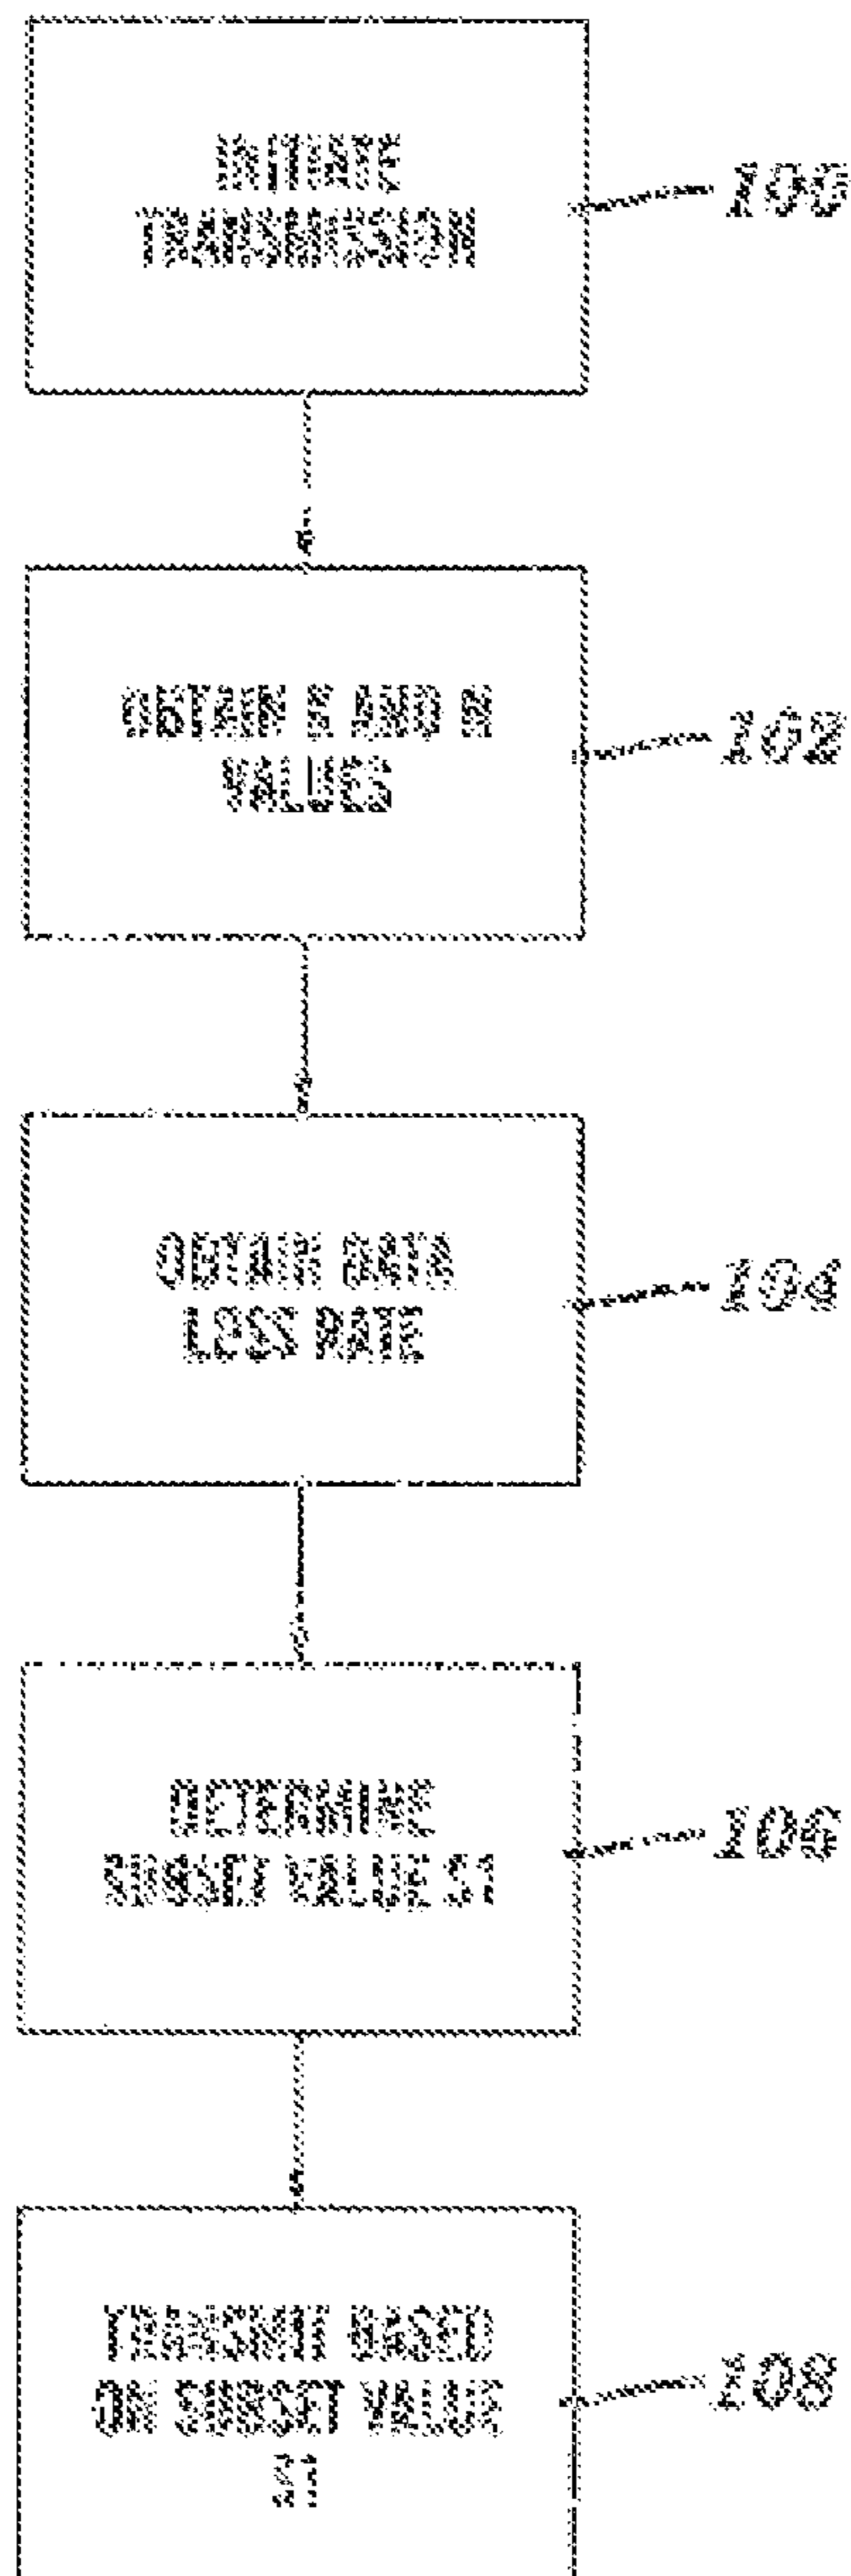 INITIATE
TRANSMISSION
100
OBTAIN K AND N
VALUES
102
OBTAIN DATA
LOSS RATE
104
DETERMINE
SUBSET VALUE S1
106
TRANSMIT BASED
ON SUBSET VALUE
S1
108